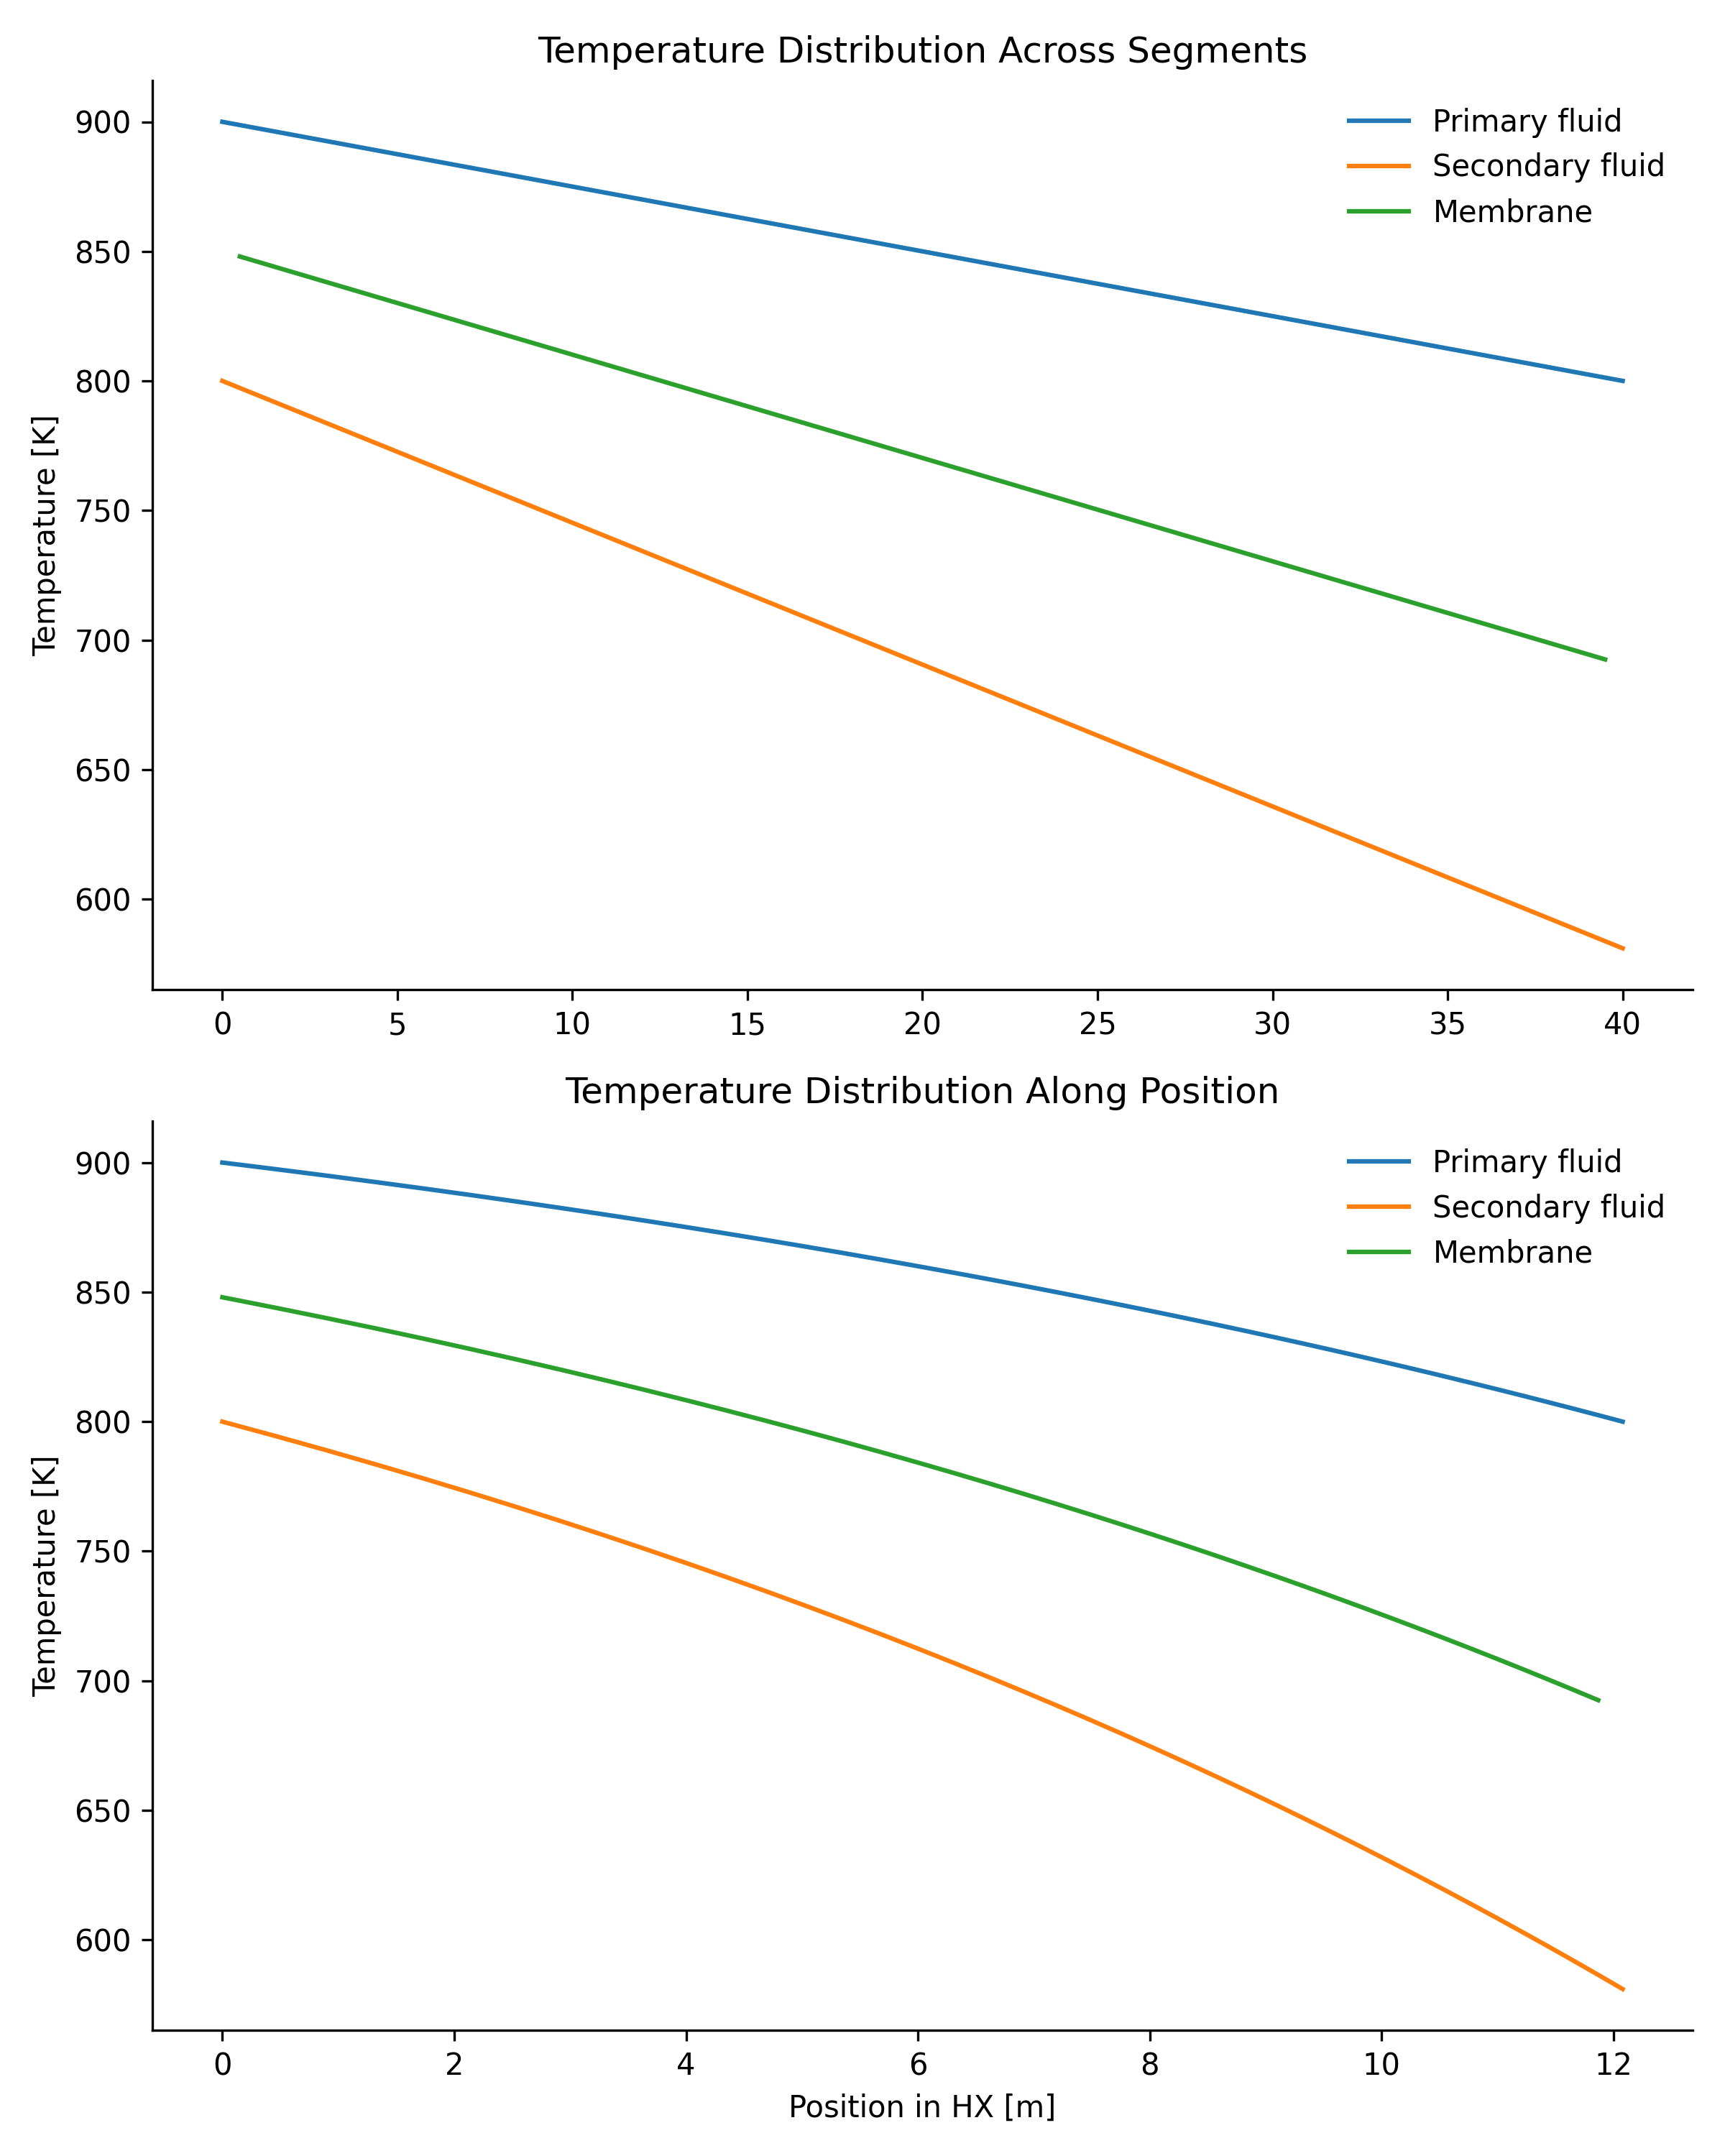 Temperature Distribution Across Segments
900
850
800
750
700
650
600
Temperature [K]
Primary fluid
Secondary fluid
Membrane
0 5 10 15 20 25 30 35 40
Temperature Distribution Along Position
900
850
800
750
700
650
600
Temperature [K]
Primary fluid
Secondary fluid
Membrane
0 2 4 6 8 10 12
Position in HX [m]